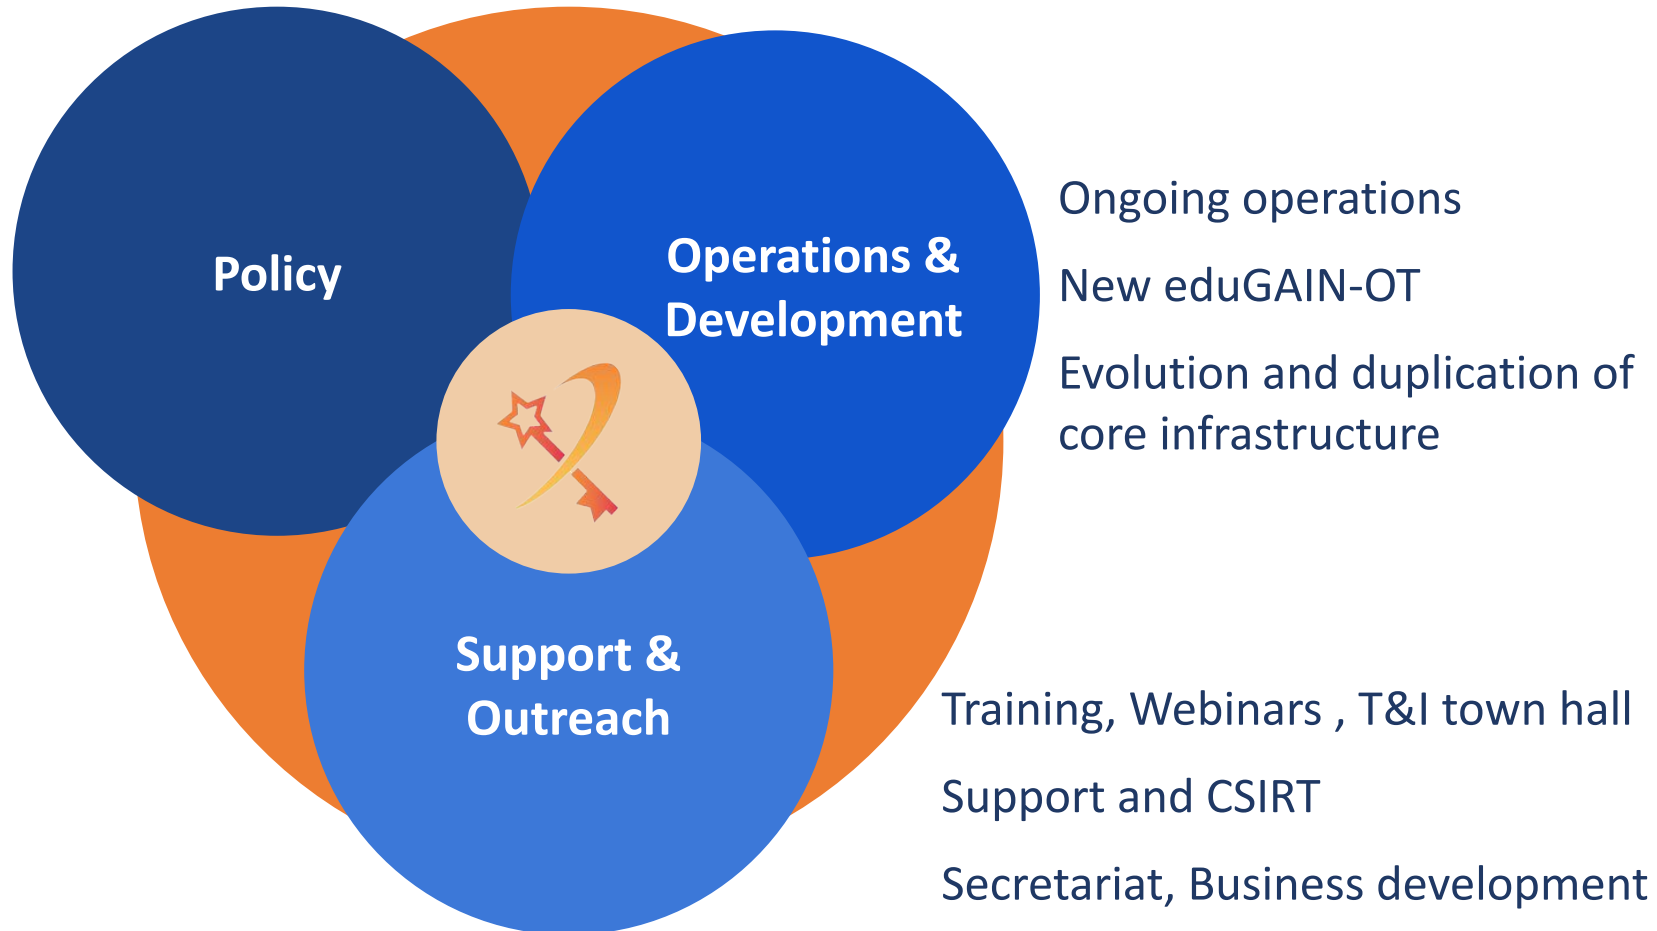 Policy
Operations &
Development
Ongoing operations
New eduGAIN-OT
Evolution and duplication of
core infrastructure
Support &
Outreach
Training, Webinars , T&I town hall
Support and CSIRT
Secretariat, Business development